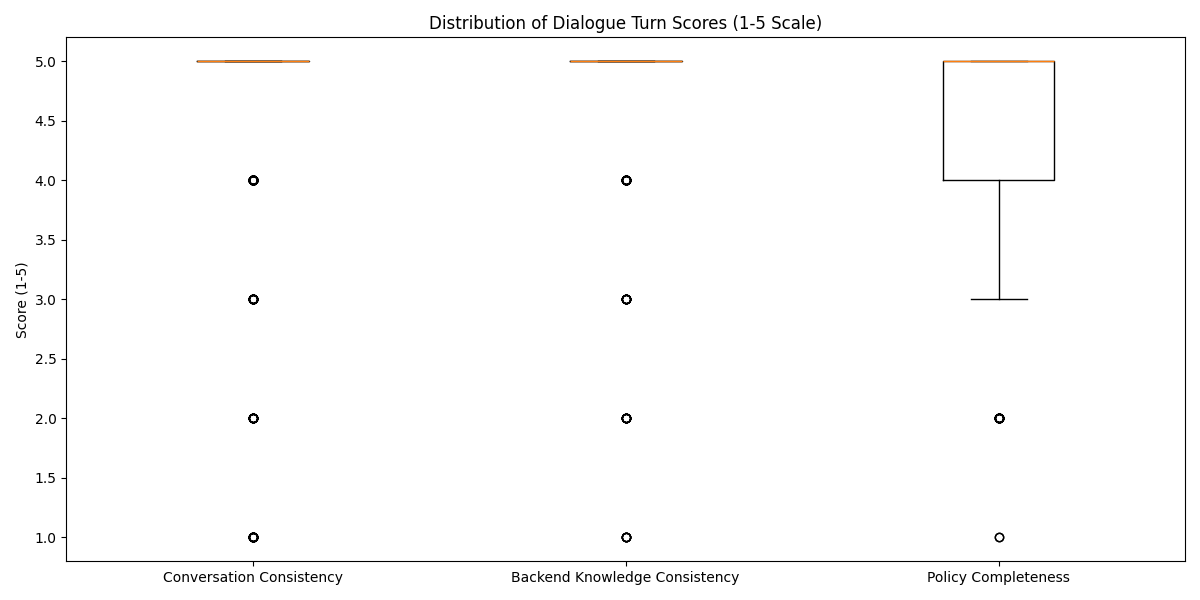 Distribution of Dialogue Turn Scores (1-5 Scale)
Score (1-5)
5.0
4.5
4.0
3.5
3.0
2.5
2.0
1.5
1.0
Conversation Consistency
Backend Knowledge Consistency
Policy Completeness